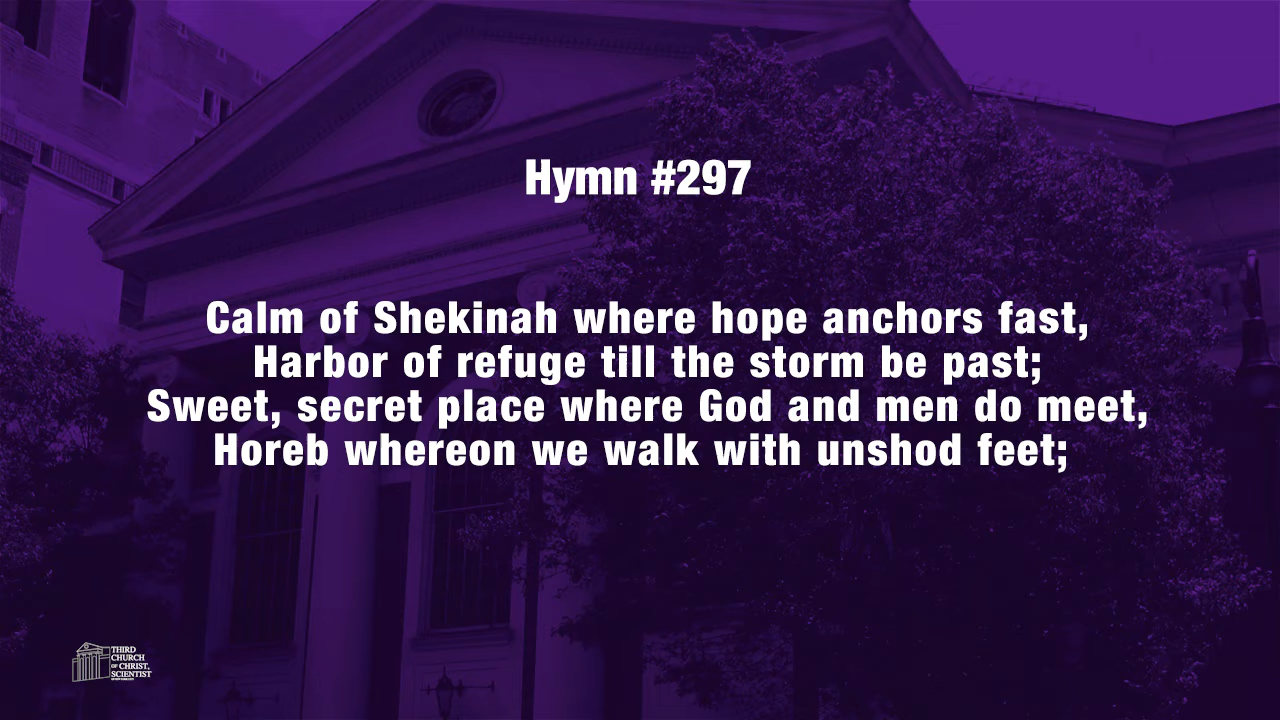 Hymn #297
Calm of Shekinah where hope anchors fast,
Harbor of refuge till the storm be past;
Sweet, secret place where God and men do meet,
Horeb whereon we walk with unshod feet;
THIRD
CHURCH
OF CHRIST,
SCIENTIST